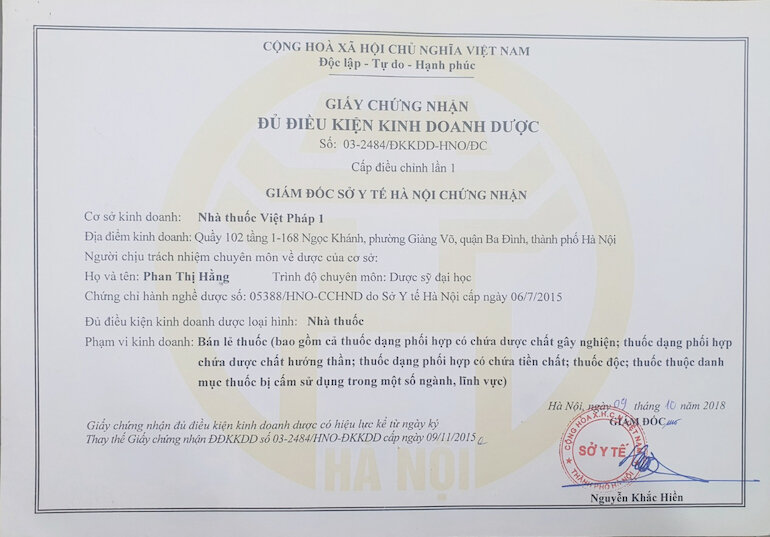 CỘNG HOÀ XÃ HỘI CHỦ NGHĨA VIỆT NAM
Độc lập - Tự do - Hạnh phúc
GIẤY CHỨNG NHẬN
ĐỦ ĐIỀU KIỆN KINH DOANH DƯỢC
Số: 03-2484/ĐKKDD-HNO/ĐC
Cấp điều chỉnh lần 1
GIÁM ĐỐC SỞ Y TẾ HÀ NỘI CHỨNG NHẬN
Cơ sở kinh doanh: Nhà thuốc Việt Pháp 1
Địa điểm kinh doanh: Quầy 102 tầng 1-168 Ngọc Khánh, phường Giảng Võ, quận Ba Đình, thành phố Hà Nội
Người chịu trách nhiệm chuyên môn về dược của cơ sở:
Họ và tên: Phan Thị Hằng Trình độ chuyên môn: Dược sỹ đại học
Chứng chỉ hành nghề dược số: 05388/HNO-CCHND do Sở Y tế Hà Nội cấp ngày 06/7/2015
Đủ điều kiện kinh doanh dược loại hình: Nhà thuốc
Phạm vi kinh doanh: Bán lẻ thuốc (bao gồm cả thuốc dạng phối hợp có chứa dược chất gây nghiện; thuốc dạng phối hợp
chứa dược chất hướng thần; thuốc dạng phối hợp có chứa tiền chất; thuốc độc; thuốc thuộc danh
mục thuốc bị cấm sử dụng trong một số ngành, lĩnh vực)
Hà Nội, ngày 09 tháng 10 năm 2018
Giấy chứng nhận đủ điều kiện kinh doanh dược có hiệu lực kể từ ngày ký
Thay thế Giấy chứng nhận ĐĐKKDD số 03-2484/HNO-ĐKKDD cấp ngày 09/11/2015
GIÁM ĐỐC
CỘNG HÒA X.H.C.N VIỆT NAM
SỞ Y TẾ
THÀNH PHỐ HÀ NỘI
Nguyễn Khắc Hiền
HÀ NỘI